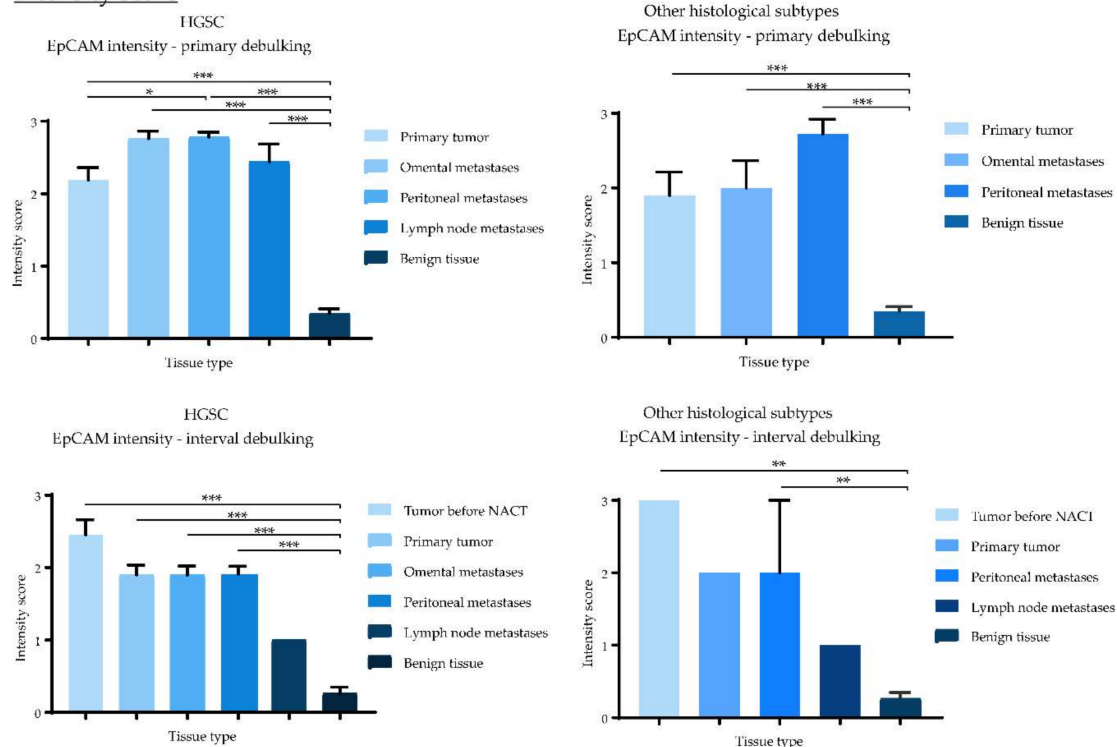 HGSC
EpCAM intensity - primary debulking
***
*
***
***
***
3
2
1
0
Intensity score
Tissue type
Primary tumor
Omental metastases
Peritoneal metastases
Lymph node metastases
Benign tissue
Other histological subtypes
EpCAM intensity - primary debulking
***
***
***
3
2
1
0
Intensity score
Tissue type
Primary tumor
Omental metastases
Peritoneal metastases
Benign tissue
HGSC
EpCAM intensity - interval debulking
***
***
***
***
3
2
1
0
Intensity score
Tissue type
Tumor before NACT
Primary tumor
Omental metastases
Peritoneal metastases
Lymph node metastases
Benign tissue
Other histological subtypes
EpCAM intensity - interval debulking
**
**
3
2
1
0
Intensity score
Tissue type
Tumor before NACT
Primary tumor
Peritoneal metastases
Lymph node metastases
Benign tissue